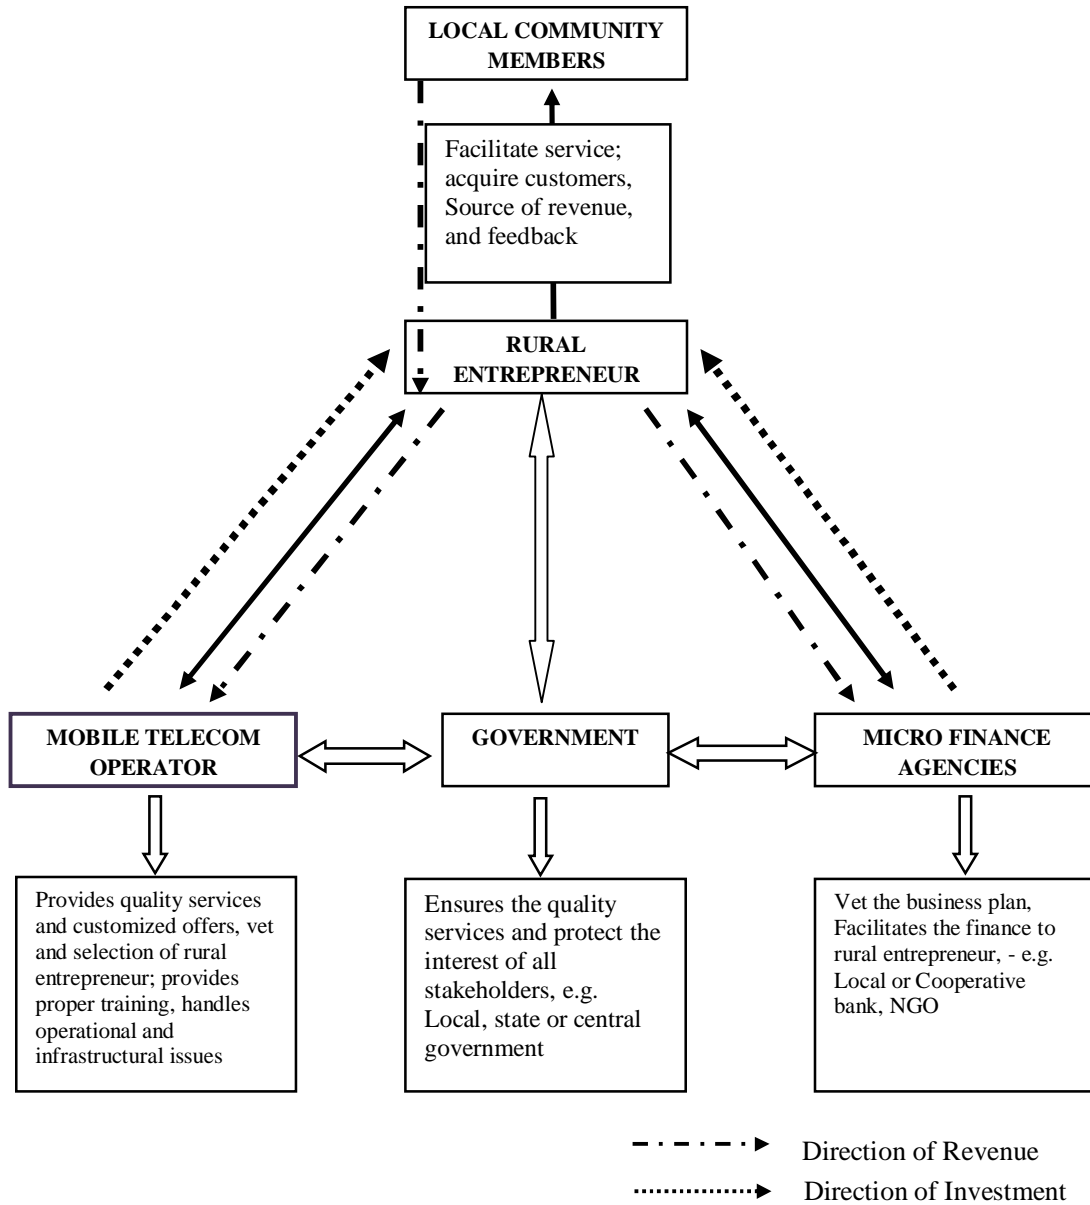 LOCAL COMMUNITY
MEMBERS
Facilitate service;
acquire customers,
Source of revenue,
and feedback
RURAL
ENTREPRENEUR
MOBILE TELECOM
OPERATOR
GOVERNMENT
MICRO FINANCE
AGENCIES
Provides quality services
and customized offers, vet
and selection of rural
entrepreneur; provides
proper training, handles
operational and
infrastructural issues
Ensures the quality
services and protect the
interest of all
stakeholders, e.g.
Local, state or central
government
Vet the business plan,
Facilitates the finance to
rural entrepreneur, - e.g.
Local or Cooperative
bank, NGO
Direction of Revenue
Direction of Investment